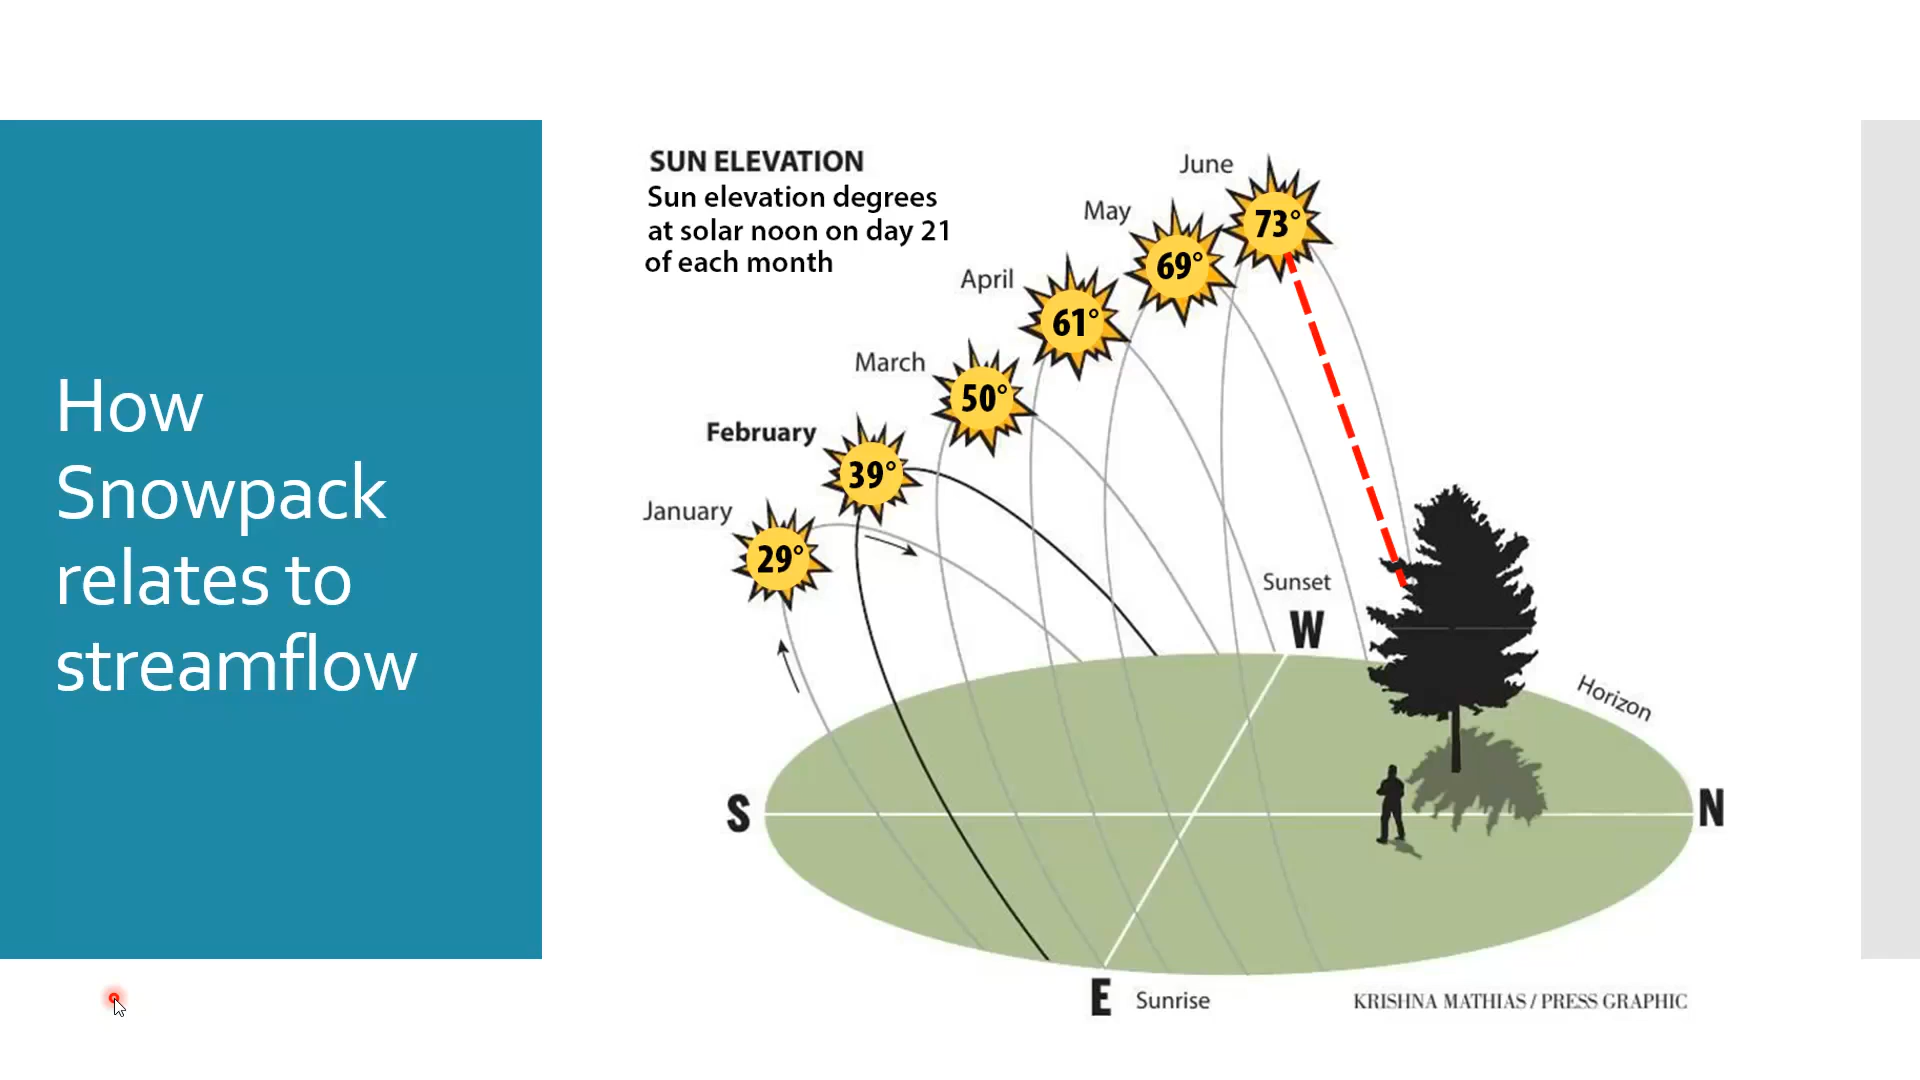 How
Snowpack
relates to
streamflow
SUN ELEVATION
Sun elevation degrees
at solar noon on day 21
of each month
June
73°
May
69°
April
61°
March
50°
February
39°
January
29°
Sunset
W
Horizon
S
N
E
Sunrise
KRISHNA MATHIAS / PRESS GRAPHIC